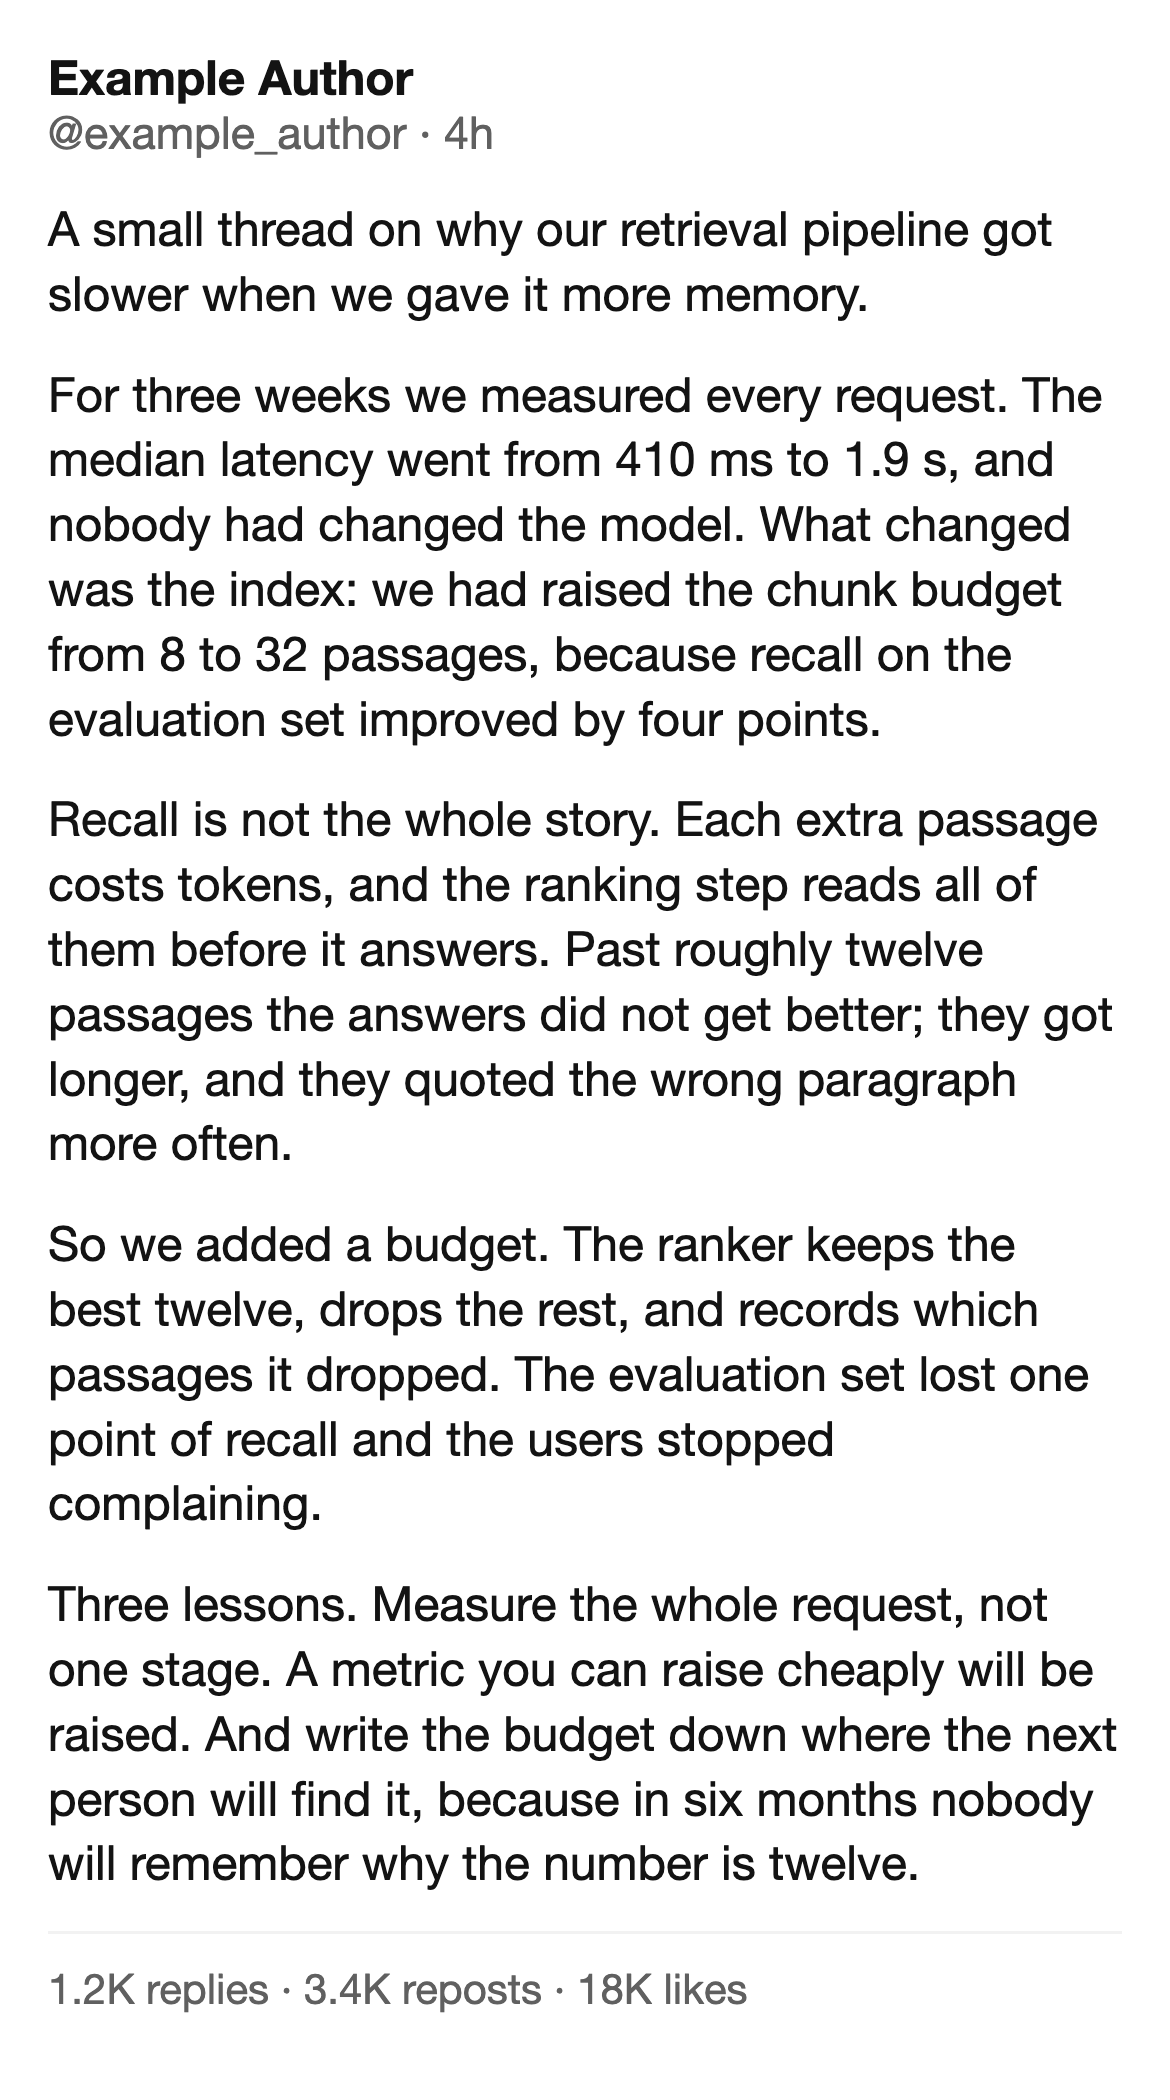 Example Author
@example_author · 4h
A small thread on why our retrieval pipeline got
slower when we gave it more memory.
For three weeks we measured every request. The
median latency went from 410 ms to 1.9 s, and
nobody had changed the model. What changed
was the index: we had raised the chunk budget
from 8 to 32 passages, because recall on the
evaluation set improved by four points.
Recall is not the whole story. Each extra passage
costs tokens, and the ranking step reads all of
them before it answers. Past roughly twelve
passages the answers did not get better; they got
longer, and they quoted the wrong paragraph
more often.
So we added a budget. The ranker keeps the
best twelve, drops the rest, and records which
passages it dropped. The evaluation set lost one
point of recall and the users stopped
complaining.
Three lessons. Measure the whole request, not
one stage. A metric you can raise cheaply will be
raised. And write the budget down where the next
person will find it, because in six months nobody
will remember why the number is twelve.
1.2K replies · 3.4K reposts · 18K likes